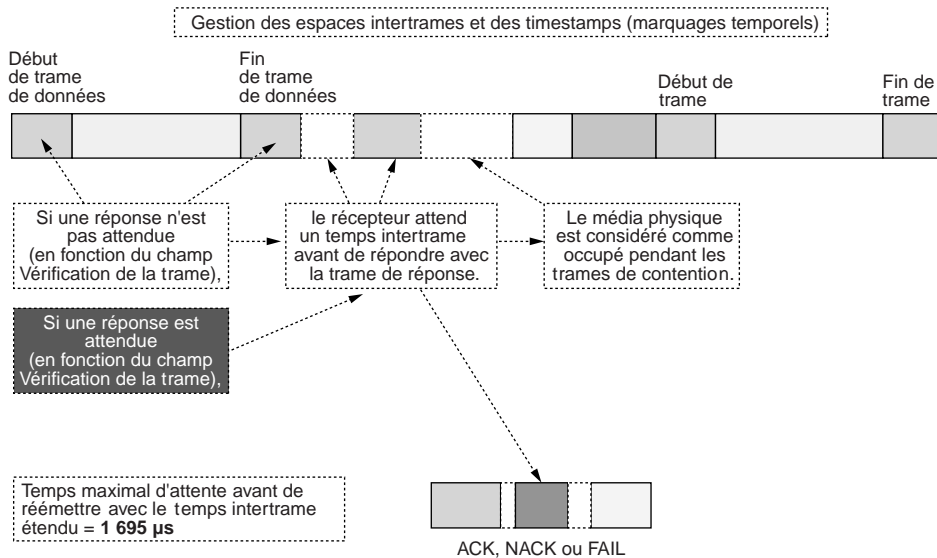 Gestion des espaces intertrames et des timestamps (marquages temporels)
Début
de trame
de données
Fin
de trame
de données
Début de
trame
Fin de
trame
Si une réponse n'est
pas attendue
(en fonction du champ
Vérification de la trame),
le récepteur attend
un temps intertrame
avant de répondre avec
la trame de réponse.
Le média physique
est considéré comme
occupé pendant les
trames de contention.
Si une réponse est
attendue
(en fonction du champ
Vérification de la trame),
Temps maximal d'attente avant de
réémettre avec le temps intertrame
étendu = 1 695 µs
ACK, NACK ou FAIL